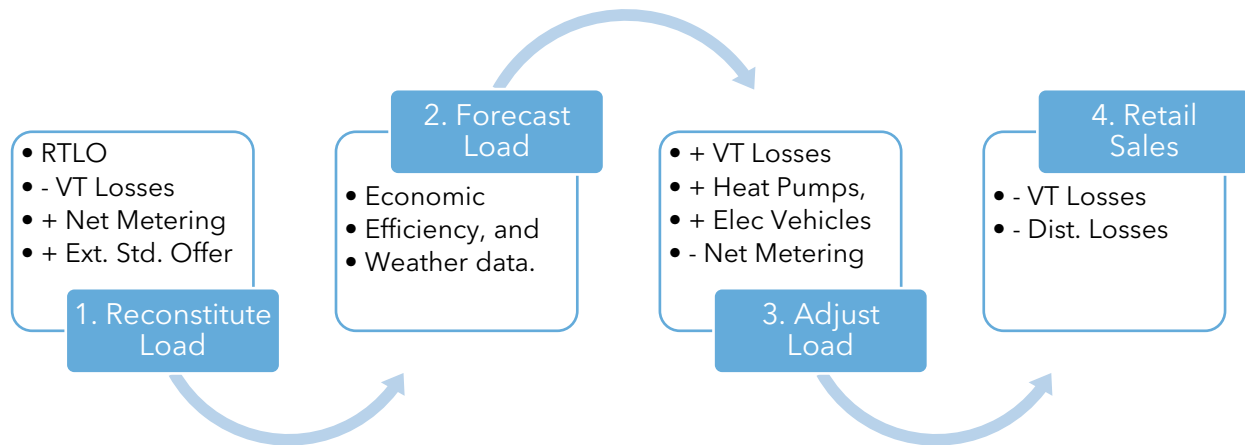 • RTLO
• - VT Losses
• + Net Metering
• + Ext. Std. Offer
1. Reconstitute
Load
2. Forecast
Load
• Economic
• Efficiency, and
• Weather data.
• + VT Losses
• + Heat Pumps,
• + Elec Vehicles
• - Net Metering
3. Adjust
Load
4. Retail
Sales
• - VT Losses
• - Dist. Losses